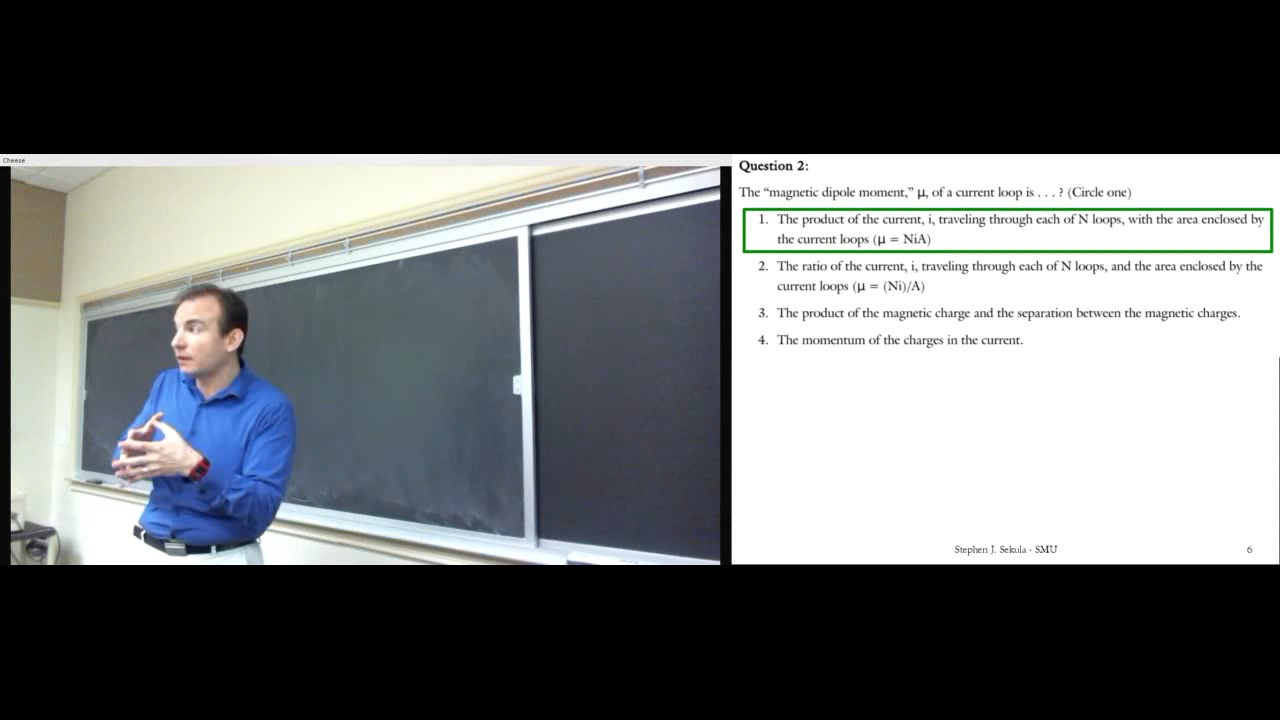 Cheese
Question 2:
The “magnetic dipole moment,” μ, of a current loop is . . . ? (Circle one)
1. The product of the current, i, traveling through each of N loops, with the area enclosed by
the current loops (μ = NiA)
2. The ratio of the current, i, traveling through each of N loops, and the area enclosed by the
current loops (μ = (Ni)/A)
3. The product of the magnetic charge and the separation between the magnetic charges.
4. The momentum of the charges in the current.
Stephen J. Sekula - SMU
6